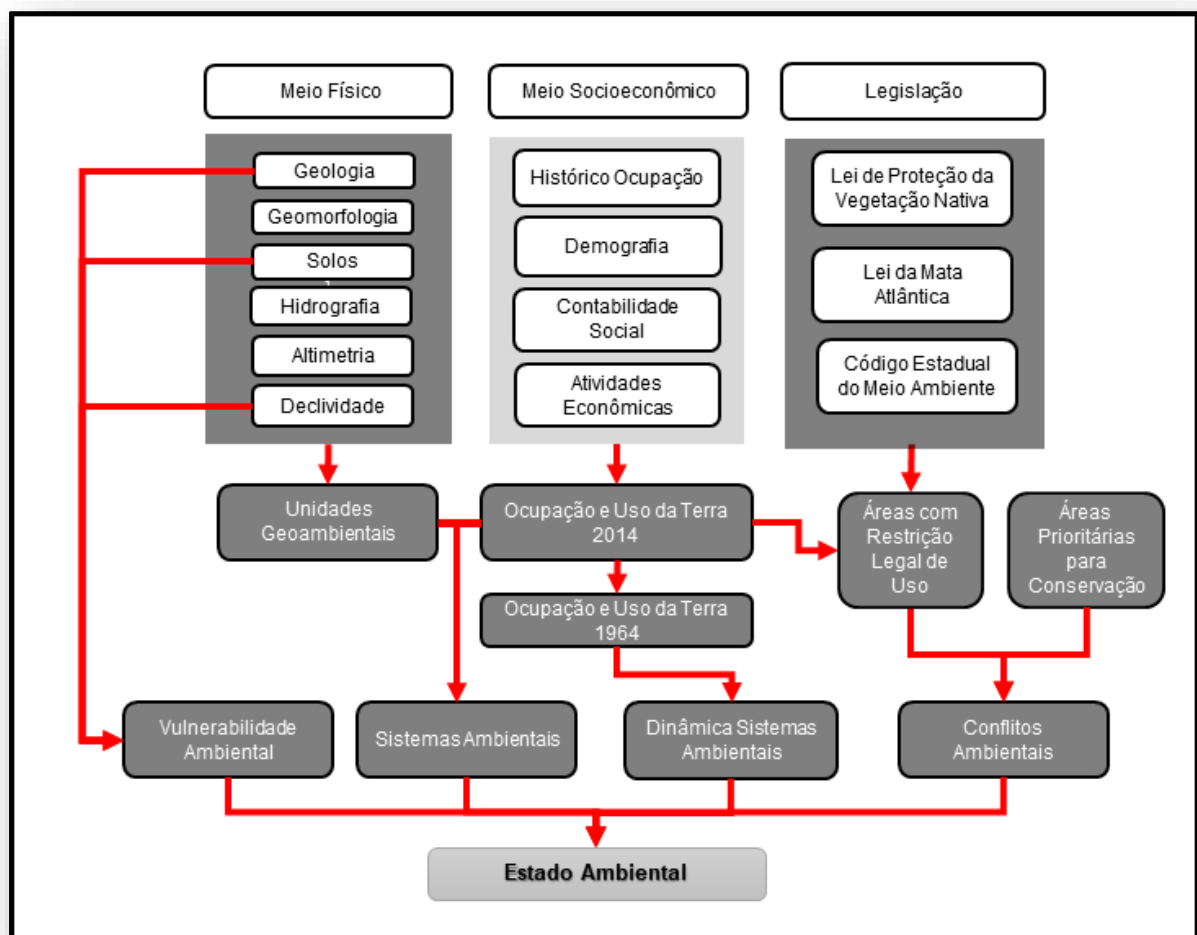 Meio Físico
Meio Socioeconômico
Legislação
Geologia
Geomorfologia
Solos
Hidrografia
Altimetria
Declividade
Histórico Ocupação
Demografia
Contabilidade
Social
Atividades
Econômicas
Lei de Proteção da
Vegetação Nativa
Lei da Mata
Atlântica
Código Estadual
do Meio Ambiente
Unidades
Geoambientais
Ocupação e Uso da Terra
2014
Áreas com
Restrição
Legal de
Uso
Áreas
Prioritárias
para
Conservação
Ocupação e Uso da Terra
1964
Vulnerabilidade
Ambiental
Sistemas Ambientais
Dinâmica Sistemas
Ambientais
Conflitos
Ambientais
Estado Ambiental